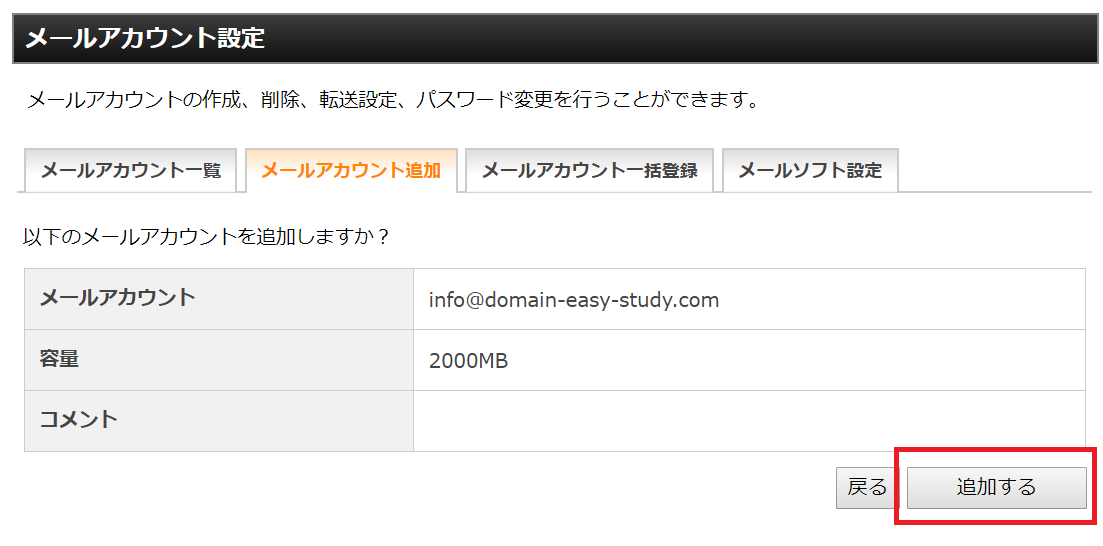 メールアカウント設定
メールアカウントの作成、削除、転送設定、パスワード変更を行うことができます。
メールアカウント一覧
メールアカウント追加
メールアカウント一括登録
メールソフト設定
以下のメールアカウントを追加しますか？
メールアカウント
info@domain-easy-study.com
容量
2000MB
コメント
戻る
追加する